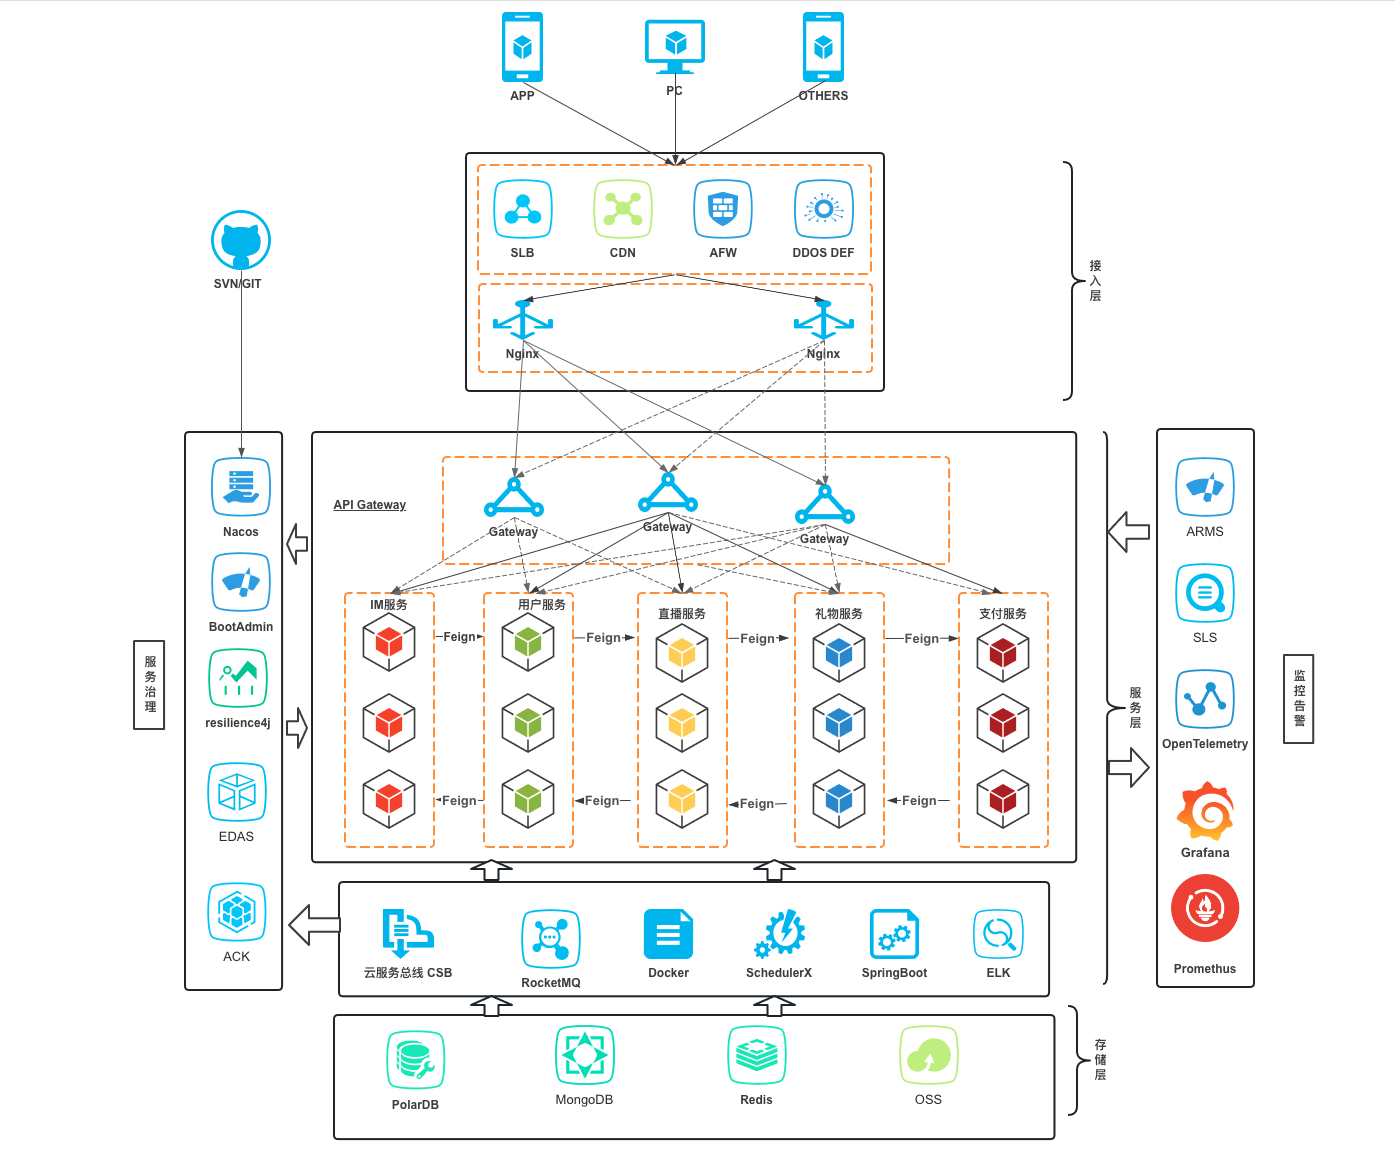 APP
PC
OTHERS
SLB
CDN
AFW
DDOS DEF
接入层
SVN/GIT
Nginx
Nginx
API Gateway
Gateway
Gateway
Gateway
Nacos
BootAdmin
resilience4j
EDAS
ACK
服务治理
IM服务
用户服务
直播服务
礼物服务
支付服务
Feign
Feign
Feign
Feign
Feign
Feign
Feign
Feign
服务层
ARMS
SLS
OpenTelemetry
Grafana
Promethus
监控告警
云服务总线 CSB
RocketMQ
Docker
SchedulerX
SpringBoot
ELK
PolarDB
MongoDB
Redis
OSS
存储层